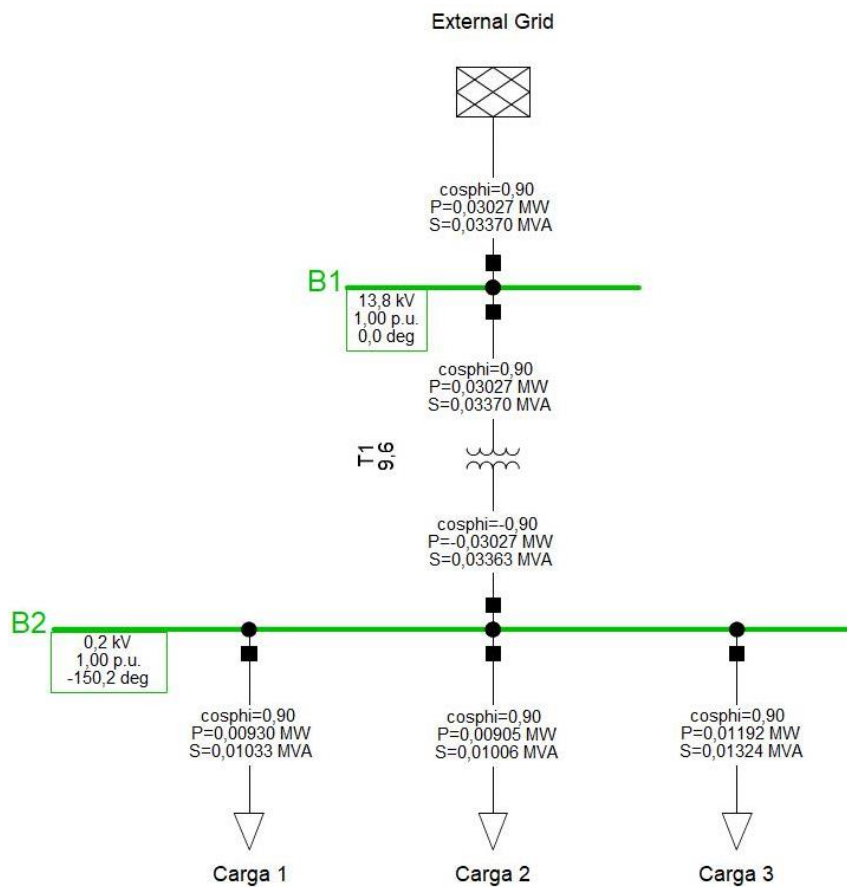 External Grid
cosphi=0,90
P=0,03027 MW
S=0,03370 MVA
B1
13,8 kV
1,00 p.u.
0,0 deg
cosphi=0,90
P=0,03027 MW
S=0,03370 MVA
T1
9,6
cosphi=-0,90
P=-0,03027 MW
S=0,03363 MVA
B2
0,2 kV
1,00 p.u.
-150,2 deg
cosphi=0,90
P=0,00930 MW
S=0,01033 MVA
cosphi=0,90
P=0,00905 MW
S=0,01006 MVA
cosphi=0,90
P=0,01192 MW
S=0,01324 MVA
Carga 1
Carga 2
Carga 3